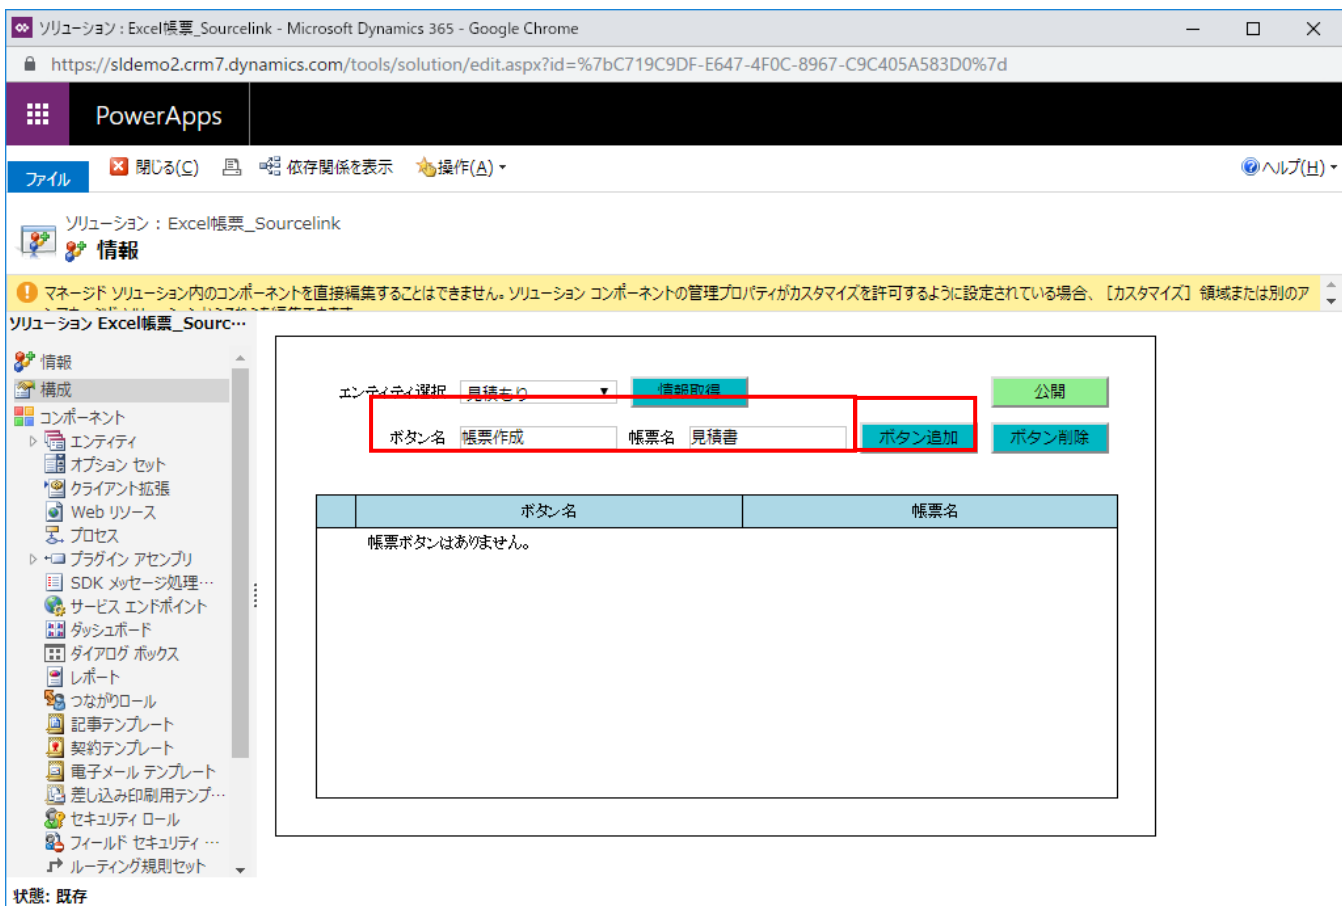 ソリューション : Excel帳票_Sourcelink - Microsoft Dynamics 365 - Google Chrome
https://sldemo2.crm7.dynamics.com/tools/solution/edit.aspx?id=%7bC719C9DF-E647-4F0C-8967-C9C405A583D0%7d
PowerApps
ファイル 閉じる(C) 依存関係を表示 操作(A) ヘルプ(H)
ソリューション : Excel帳票_Sourcelink
情報
マネージド ソリューション内のコンポーネントを直接編集することはできません。ソリューション コンポーネントの管理プロパティがカスタマイズを許可するように設定されている場合、 [カスタマイズ] 領域または別のア
ソリューション Excel帳票_Sourc…
情報
構成
コンポーネント
エンティティ
オプション セット
クライアント拡張
Web リソース
プロセス
プラグイン アセンブリ
SDK メッセージ処理…
サービス エンドポイント
ダッシュボード
ダイアログ ボックス
レポート
つながりロール
記事テンプレート
契約テンプレート
電子メール テンプレート
差し込み印刷用テンプ…
セキュリティ ロール
フィールド セキュリティ …
ルーティング規則セット
エンティティ選択 見積もり 情報取得 公開
ボタン名 帳票作成 帳票名 見積書 ボタン追加 ボタン削除
ボタン名 帳票名
帳票ボタンはありません。
状態: 既存